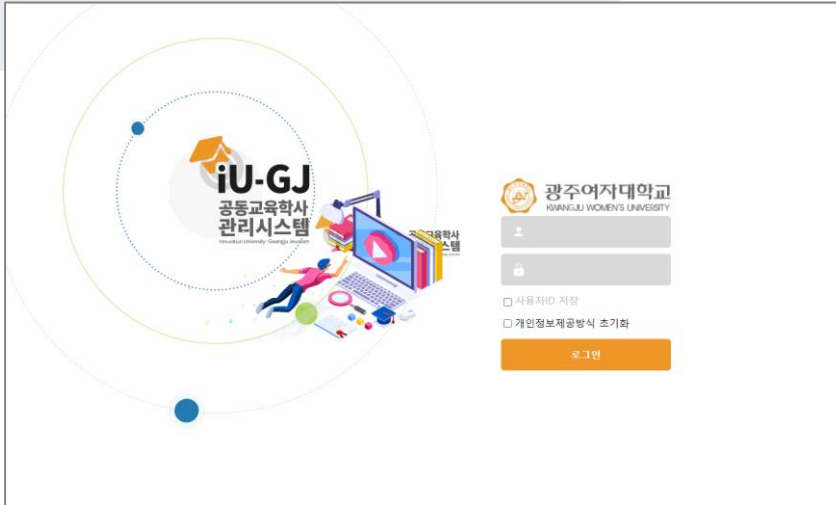 iU-GJ
공동교육학사
관리시스템
광주여자대학교
KWANGJU WOMEN'S UNIVERSITY
사용자ID 저장
개인정보제공방식 초기화
로그인